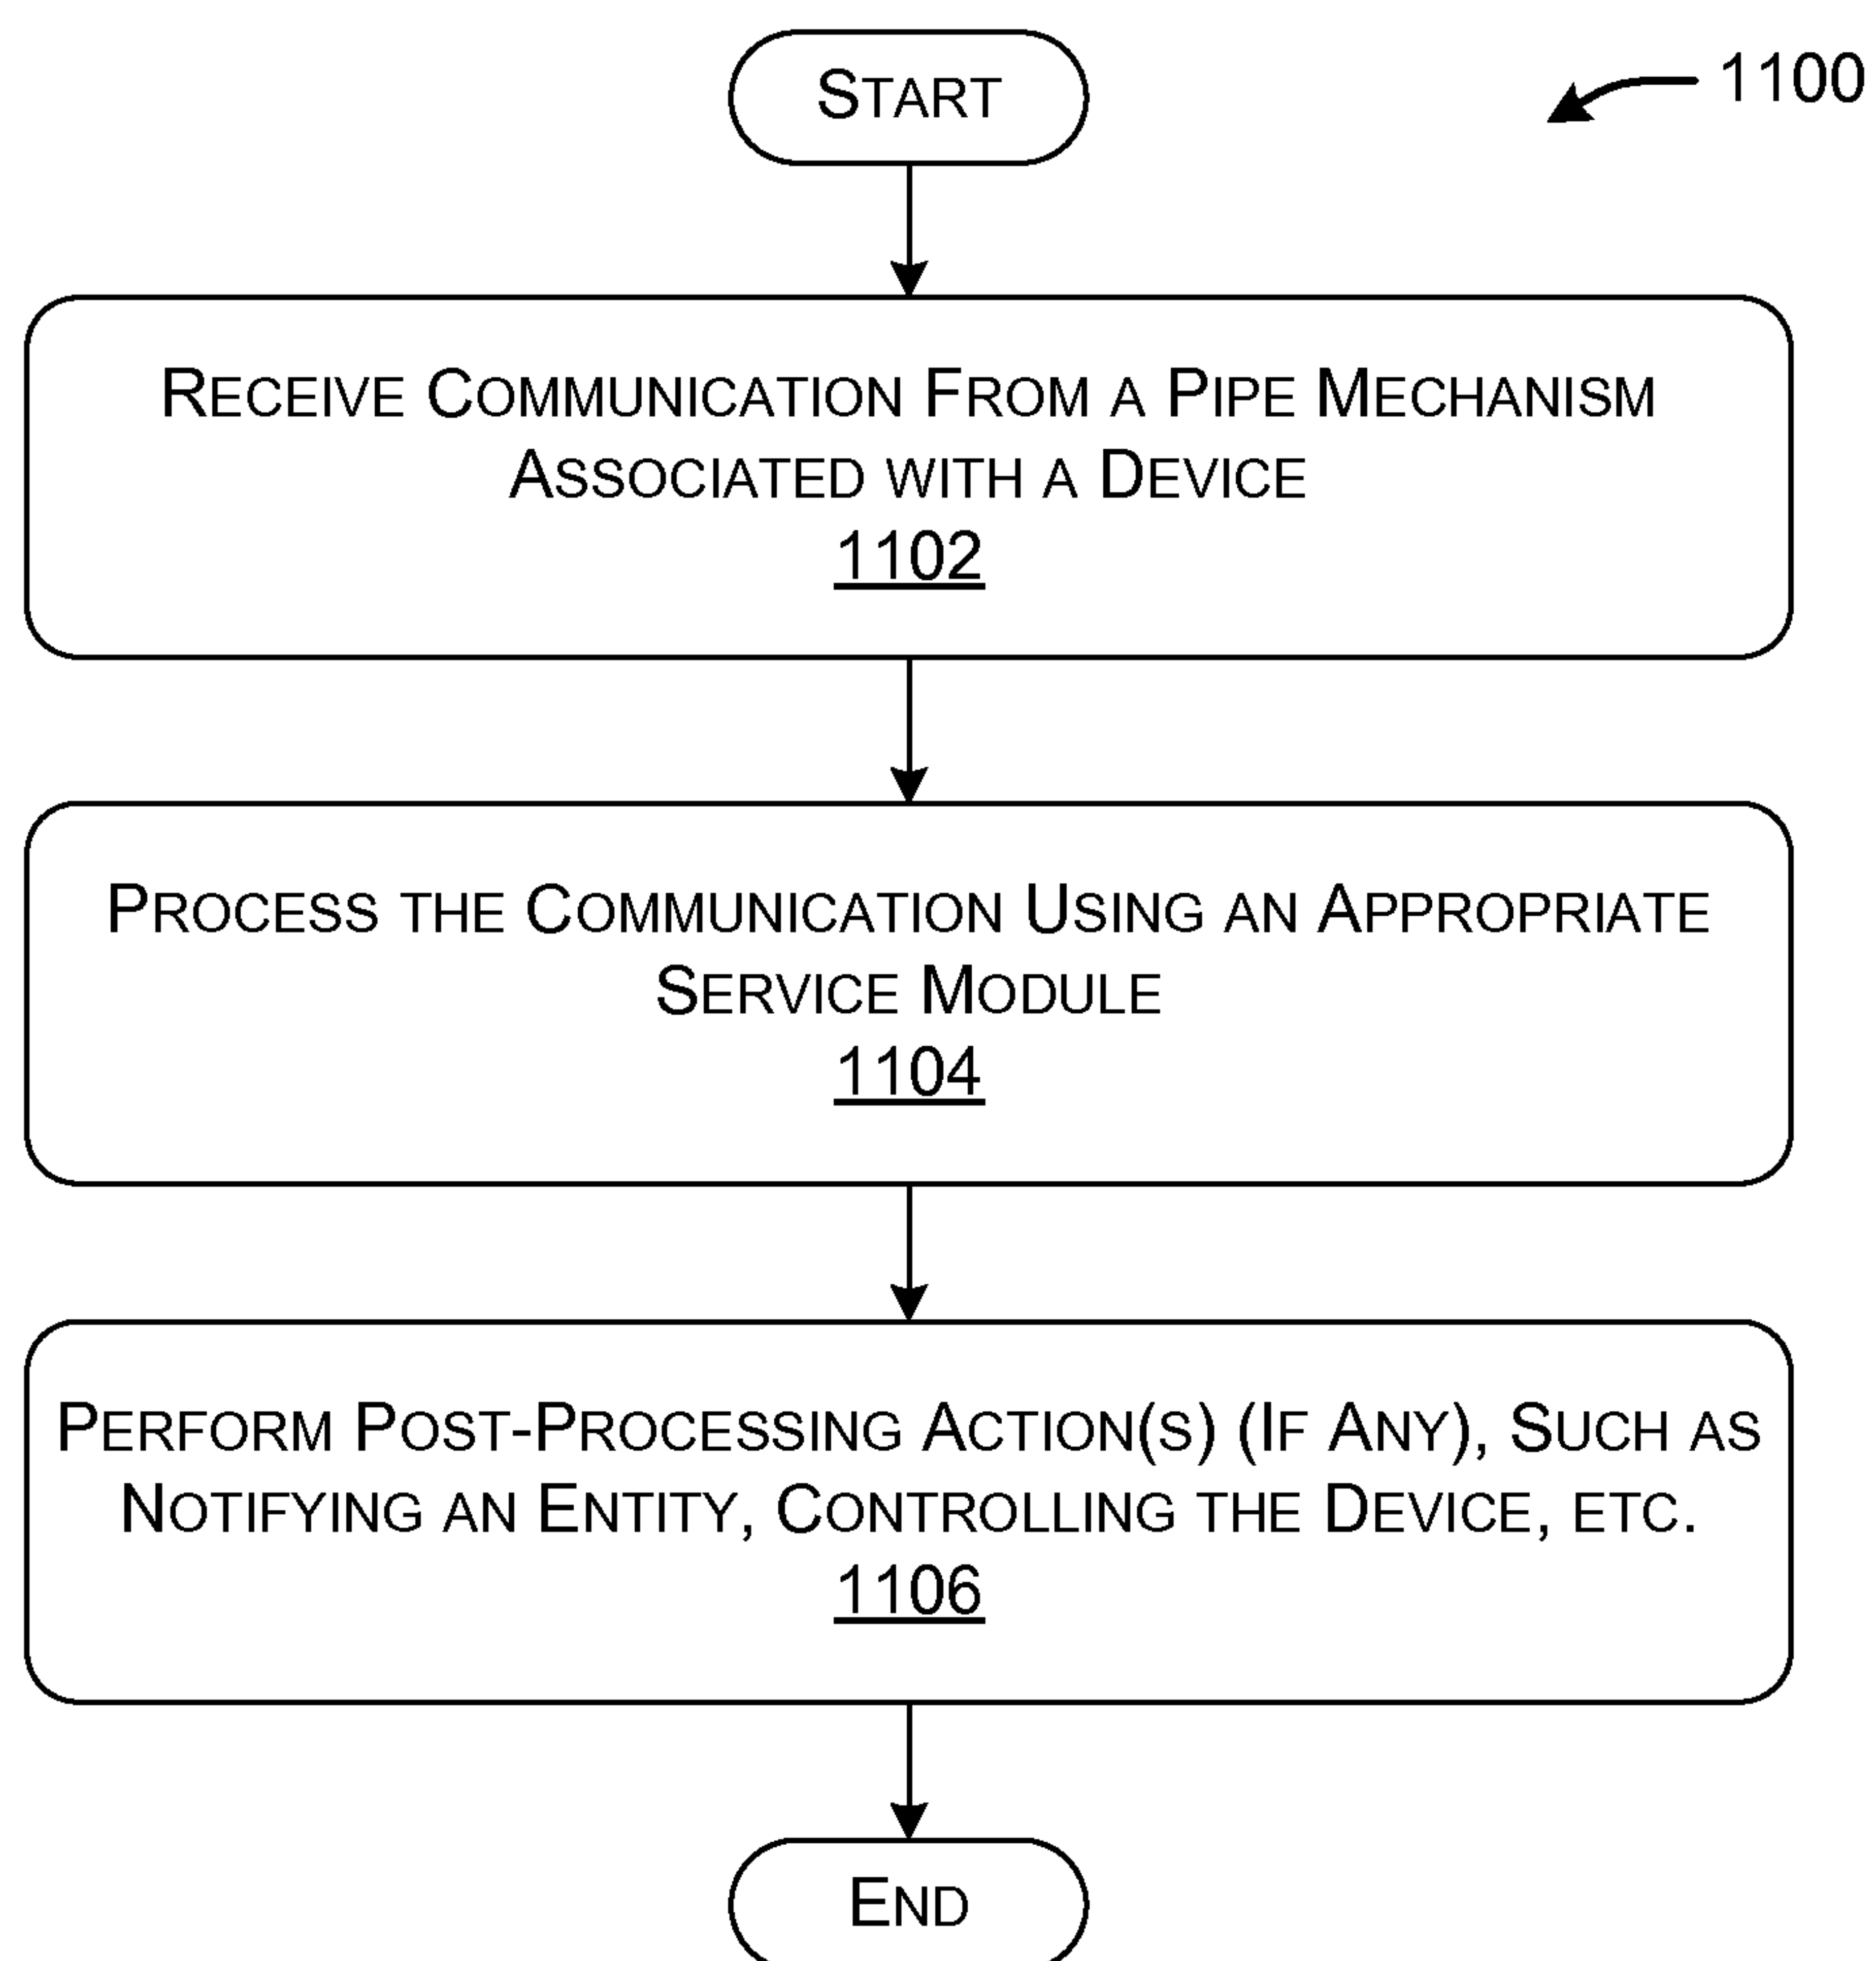 START
1100
RECEIVE COMMUNICATION FROM A PIPE MECHANISM
ASSOCIATED WITH A DEVICE
1102
PROCESS THE COMMUNICATION USING AN APPROPRIATE
SERVICE MODULE
1104
PERFORM POST-PROCESSING ACTION(S) (IF ANY), SUCH AS
NOTIFYING AN ENTITY, CONTROLLING THE DEVICE, ETC.
1106
END